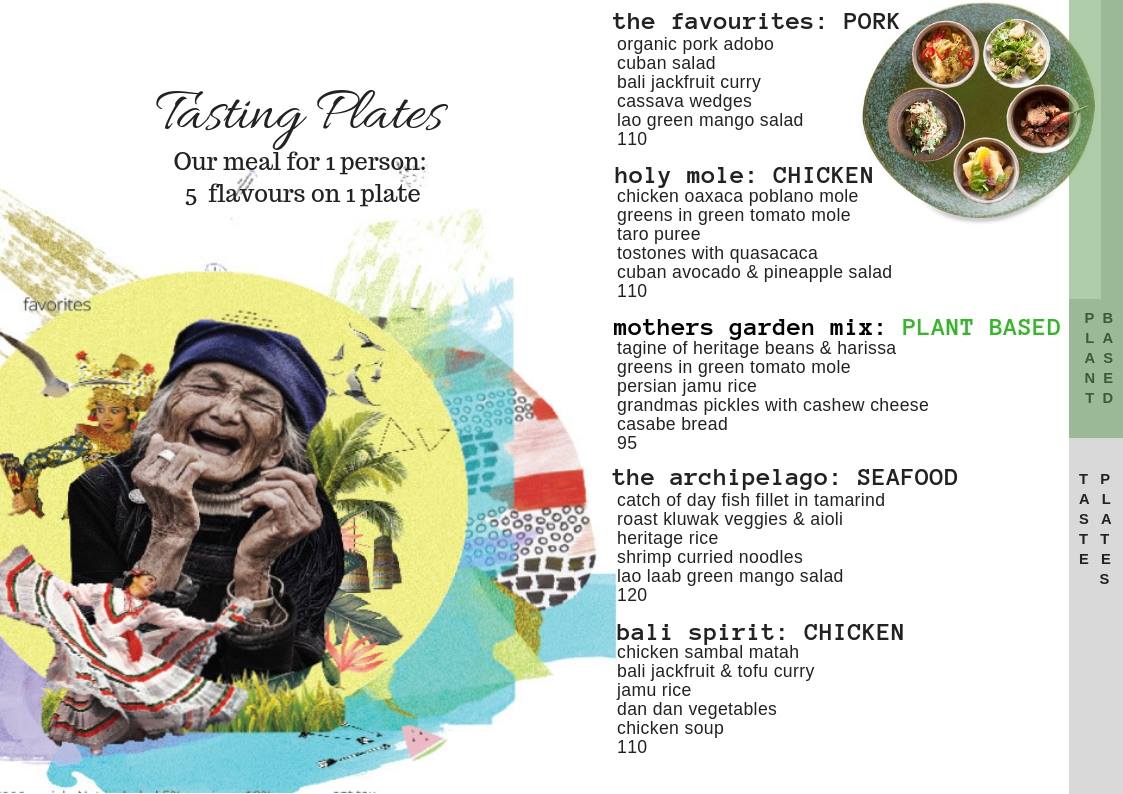 Tasting Plates
Our meal for 1 person:
5 flavours on 1 plate
favorites
the favourites: PORK
organic pork adobo
cuban salad
bali jackfruit curry
cassava wedges
lao green mango salad
110
holy mole: CHICKEN
chicken oaxaca poblano mole
greens in green tomato mole
taro puree
tostones with quasacaca
cuban avocado & pineapple salad
110
mothers garden mix: PLANT BASED
tagine of heritage beans & harissa
greens in green tomato mole
persian jamu rice
grandmas pickles with cashew cheese
casabe bread
95
the archipelago: SEAFOOD
catch of day fish fillet in tamarind
roast kluwak veggies & aioli
heritage rice
shrimp curried noodles
lao laab green mango salad
120
bali spirit: CHICKEN
chicken sambal matah
bali jackfruit & tofu curry
jamu rice
dan dan vegetables
chicken soup
110
PLANT
BASED
TASTE
PLATES